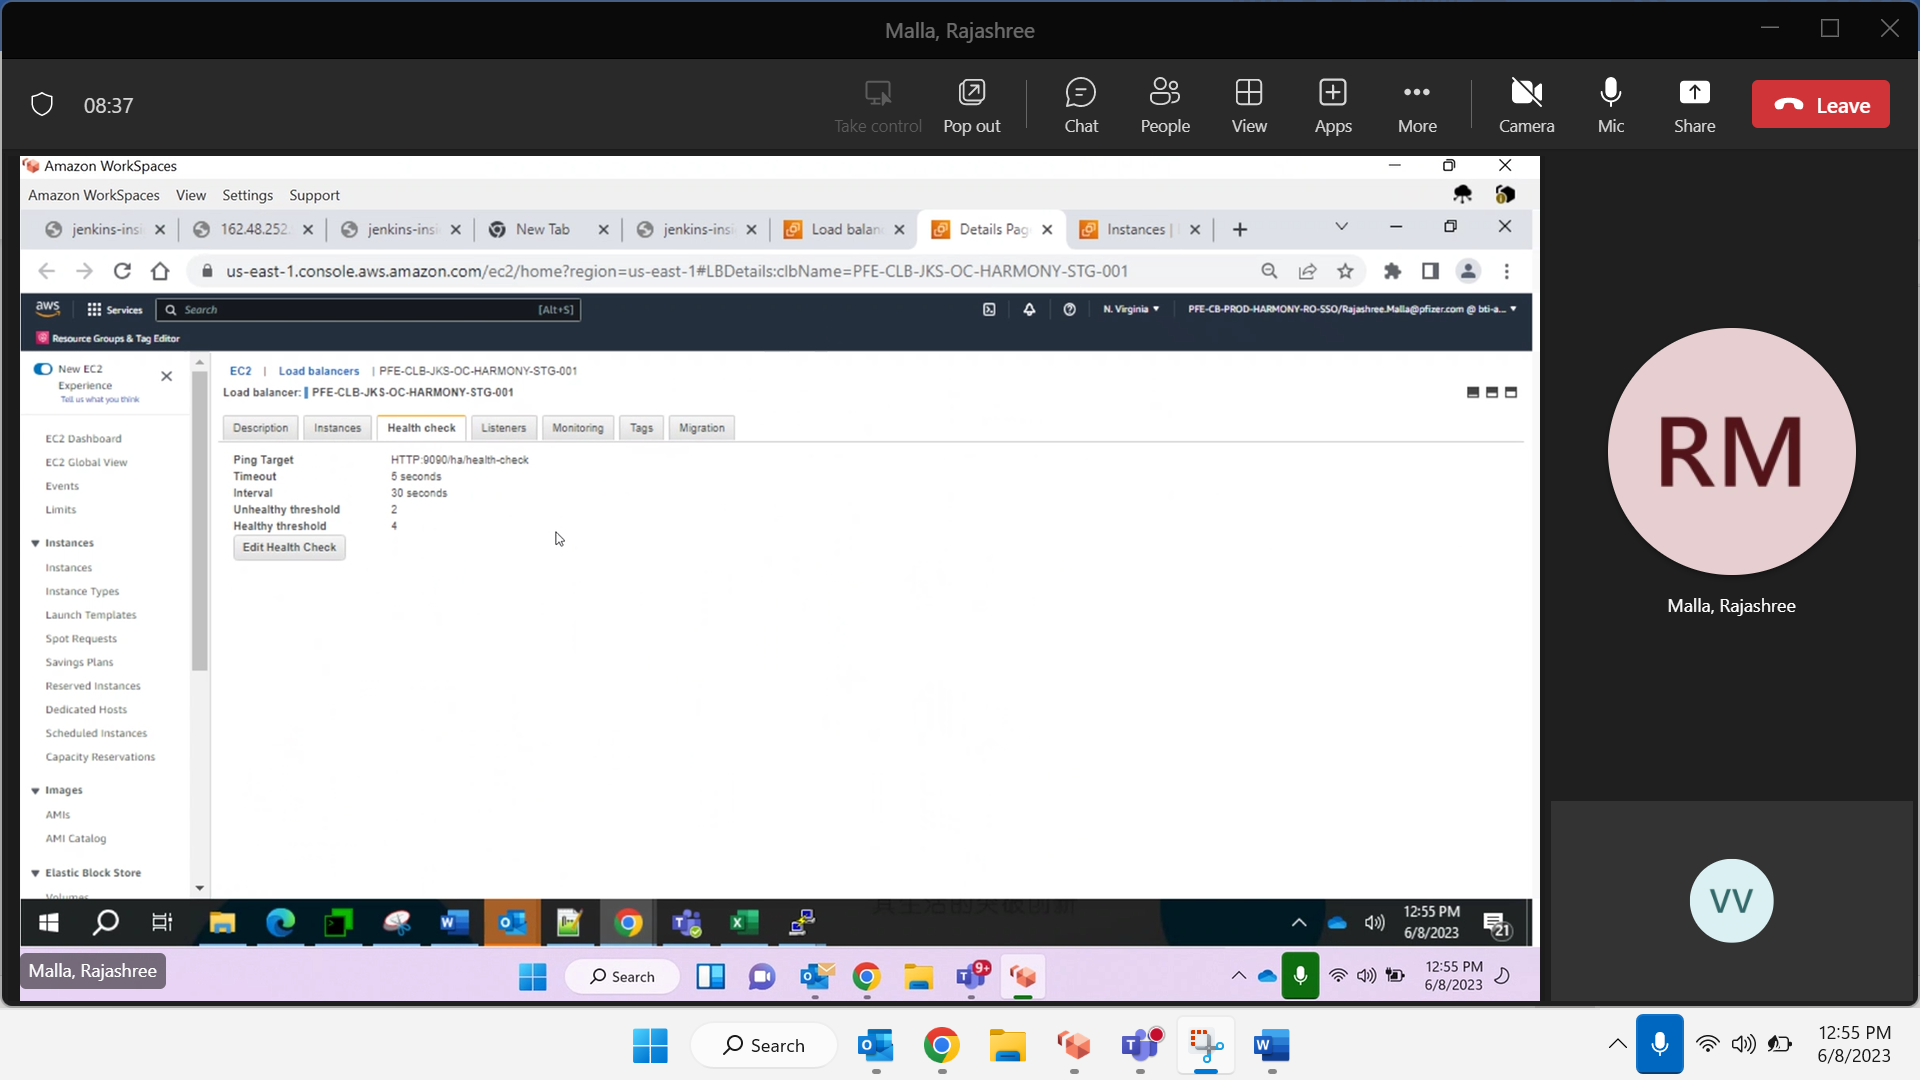 Malla, Rajashree
08:37
Take control
Pop out
Chat
People
View
Apps
More
Camera
Mic
Share
Leave
Amazon WorkSpaces
Amazon WorkSpaces View Settings Support
jenkins-insi
162.48.252.
jenkins-insi
New Tab
jenkins-insi
Load balan
Details Pag
Instances |
us-east-1.console.aws.amazon.com/ec2/home?region=us-east-1#LBDetails:clbName=PFE-CLB-JKS-OC-HARMONY-STG-001
aws
Services
Search
[Alt+S]
N. Virginia
PFE-CB-PROD-HARMONY-RO-SSO/Rajashree.Malla@pfizer.com @ bti-a...
Resource Groups & Tag Editor
New EC2
Experience
Tell us what you think
EC2 Dashboard
EC2 Global View
Events
Limits
Instances
Instances
Instance Types
Launch Templates
Spot Requests
Savings Plans
Reserved Instances
Dedicated Hosts
Scheduled Instances
Capacity Reservations
Images
AMIs
AMI Catalog
Elastic Block Store
Volumes
EC2 | Load balancers | PFE-CLB-JKS-OC-HARMONY-STG-001
Load balancer: PFE-CLB-JKS-OC-HARMONY-STG-001
Description
Instances
Health check
Listeners
Monitoring
Tags
Migration
Ping Target HTTP:9090/ha/health-check
Timeout 5 seconds
Interval 30 seconds
Unhealthy threshold 2
Healthy threshold 4
Edit Health Check
RM
Malla, Rajashree
VV
12:55 PM
6/8/2023
21
Malla, Rajashree
Search
9+
12:55 PM
6/8/2023
Search
12:55 PM
6/8/2023